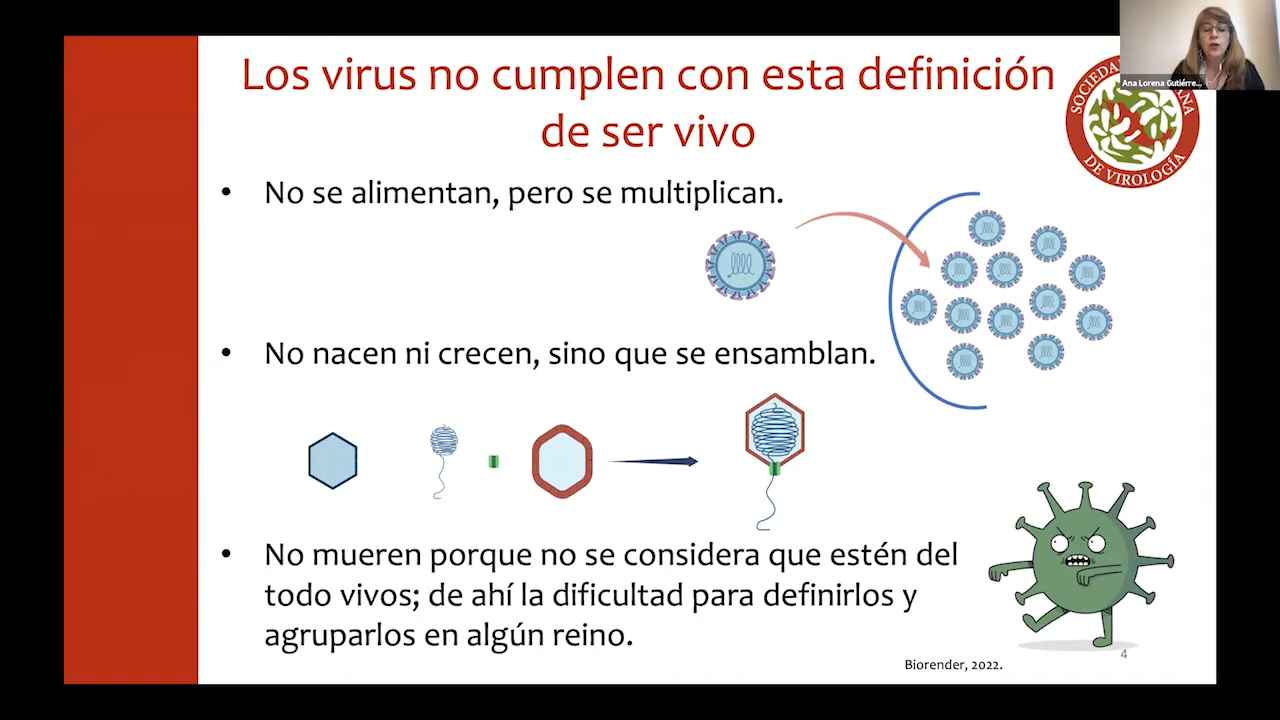 Los virus no cumplen con esta definición
de ser vivo
Ana Lorena Gutiérre...
DE VIROLOGÍA
• No se alimentan, pero se multiplican.
• No nacen ni crecen, sino que se ensamblan.
• No mueren porque no se considera que estén del
todo vivos; de ahí la dificultad para definirlos y
agruparlos en algún reino.
Biorender, 2022.
4